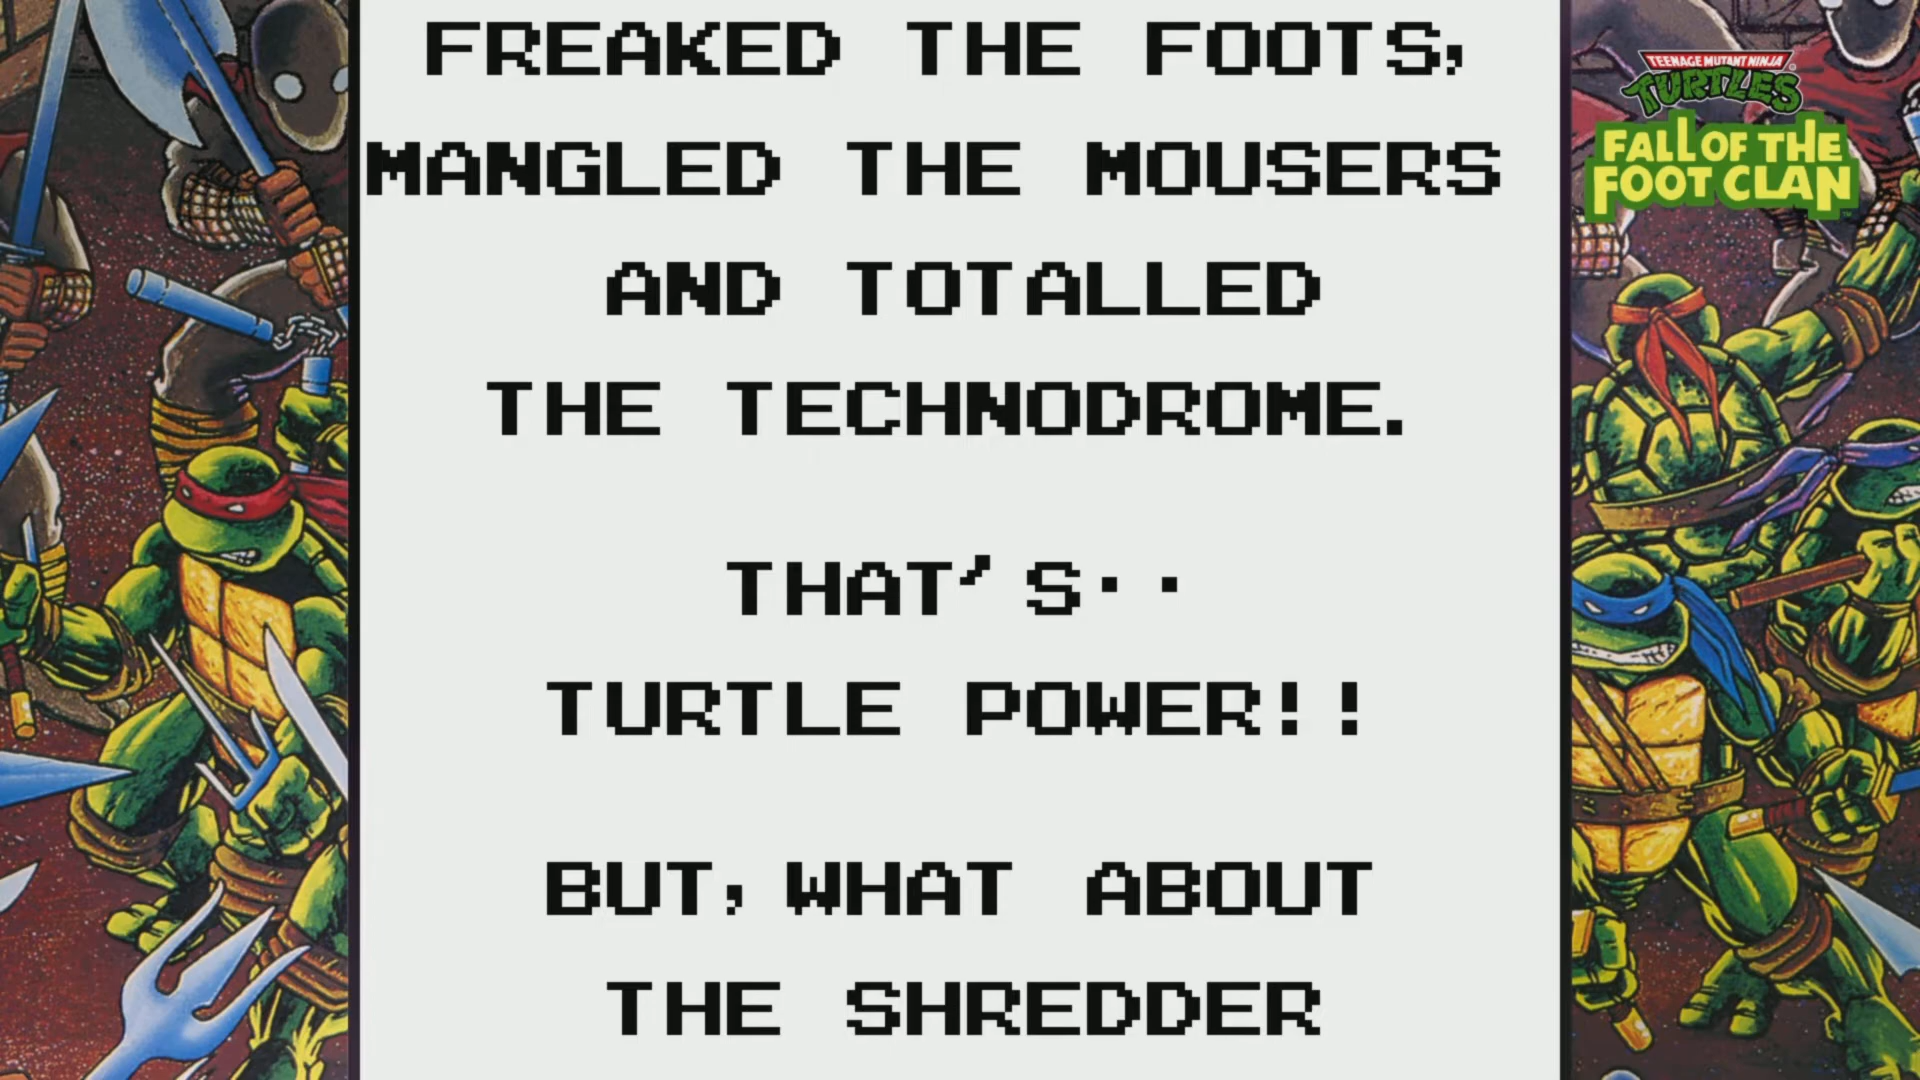 FREAKED THE FOOTS,
MANGLED THE MOUSERS
AND TOTALLED
THE TECHNODROME.
THAT'S··
TURTLE POWER!!
BUT, WHAT ABOUT
THE SHREDDER
TEENAGE MUTANT NINJA
TURTLES
FALL OF THE
FOOT CLAN